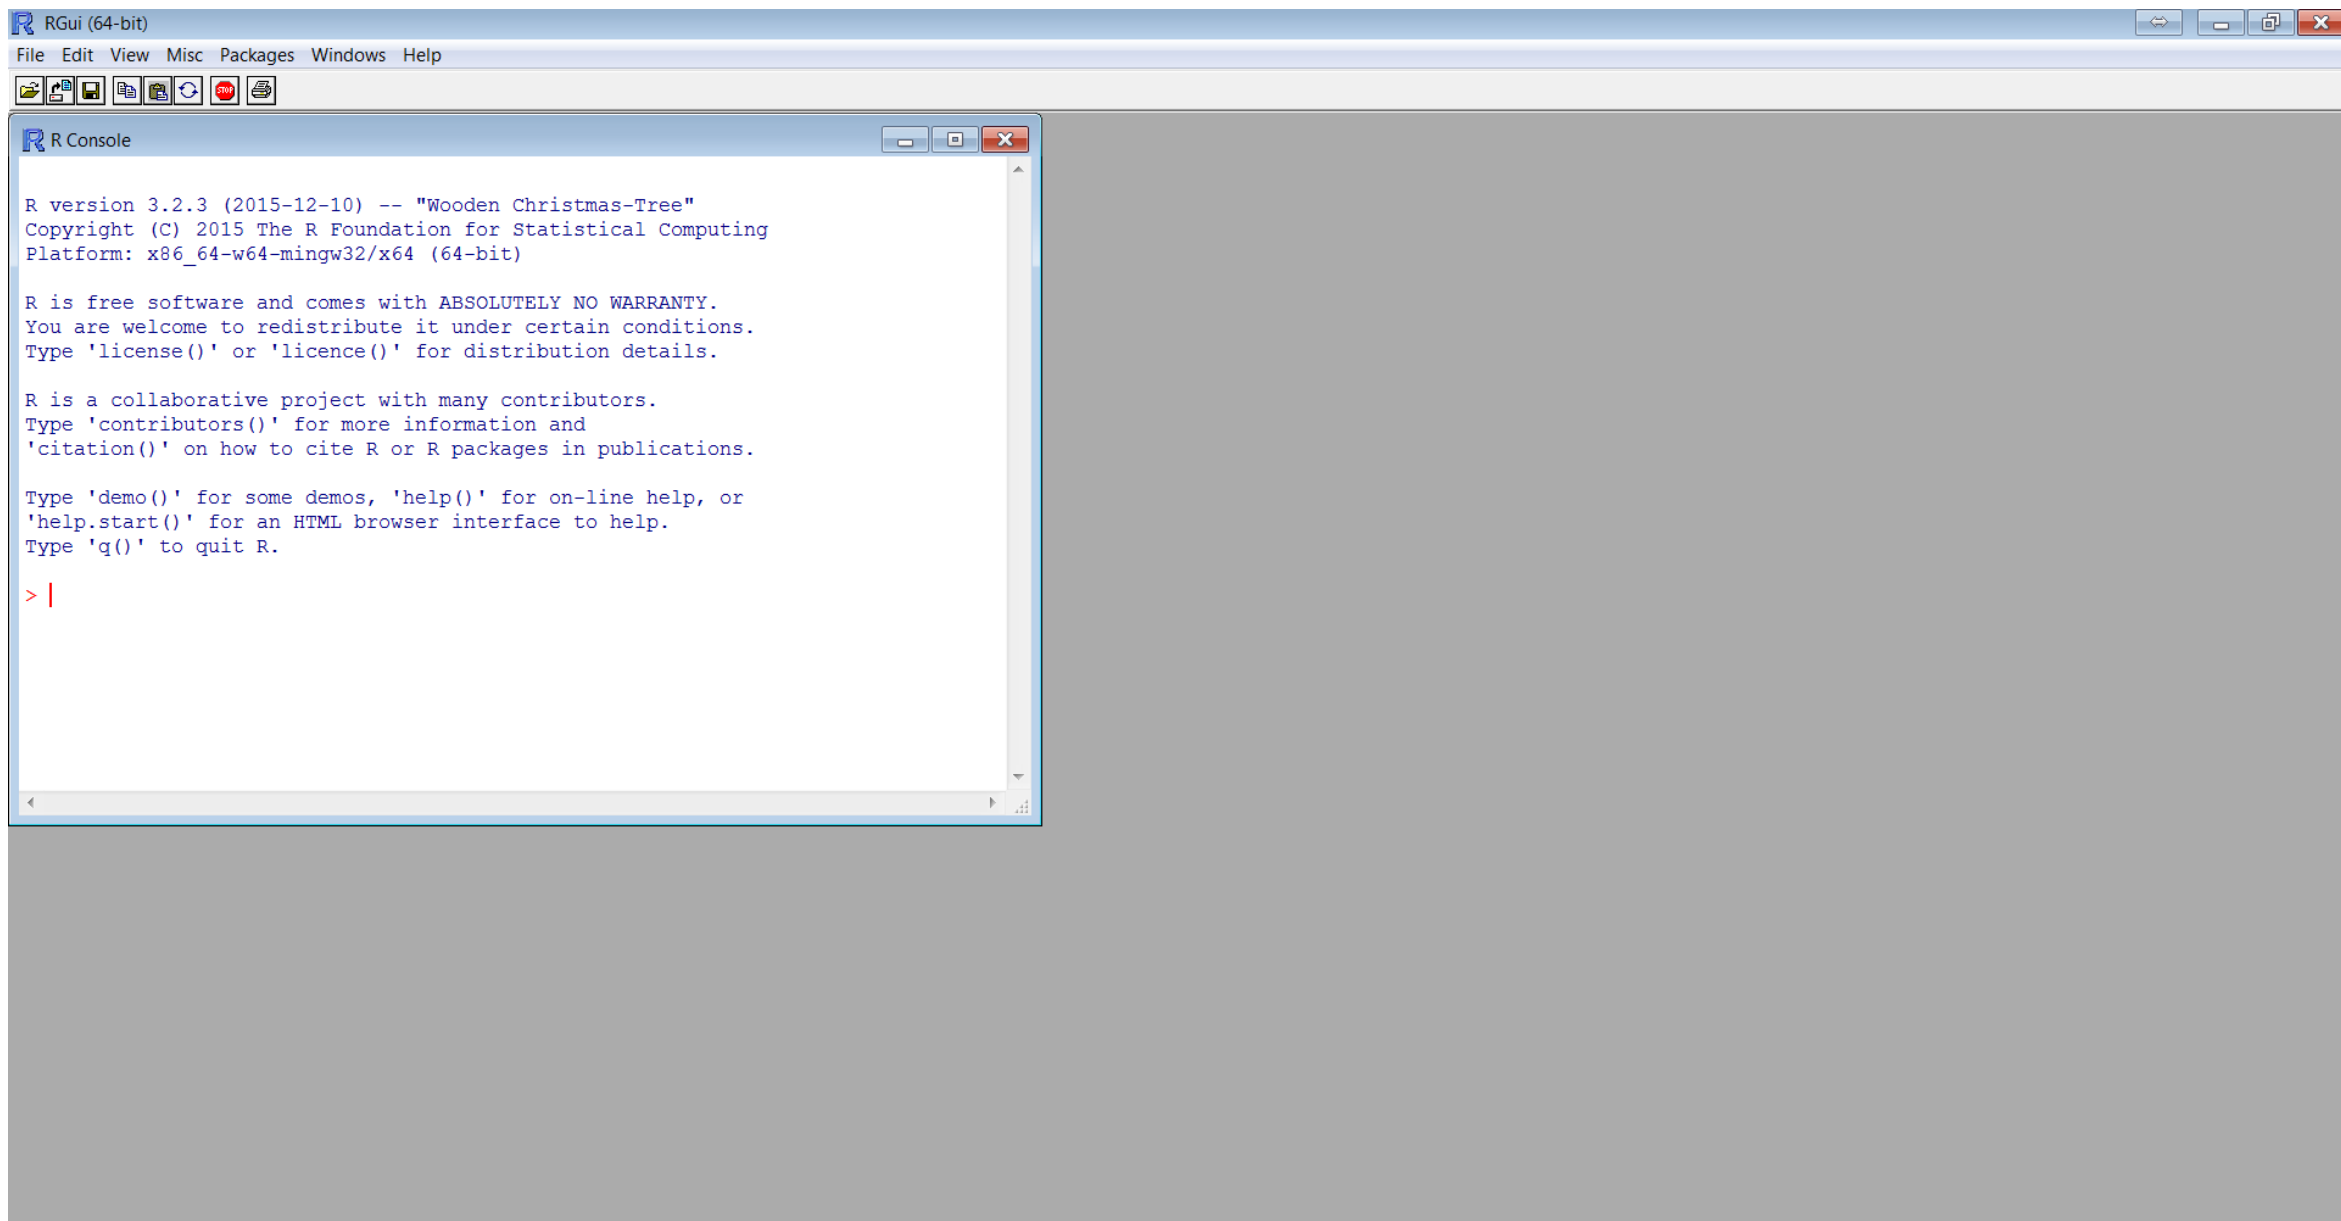 RGui (64-bit)
File Edit View Misc Packages Windows Help
STOP
R Console
R version 3.2.3 (2015-12-10) -- "Wooden Christmas-Tree"
Copyright (C) 2015 The R Foundation for Statistical Computing
Platform: x86_64-w64-mingw32/x64 (64-bit)
R is free software and comes with ABSOLUTELY NO WARRANTY.
You are welcome to redistribute it under certain conditions.
Type 'license()' or 'licence()' for distribution details.
R is a collaborative project with many contributors.
Type 'contributors()' for more information and
'citation()' on how to cite R or R packages in publications.
Type 'demo()' for some demos, 'help()' for on-line help, or
'help.start()' for an HTML browser interface to help.
Type 'q()' to quit R.
>